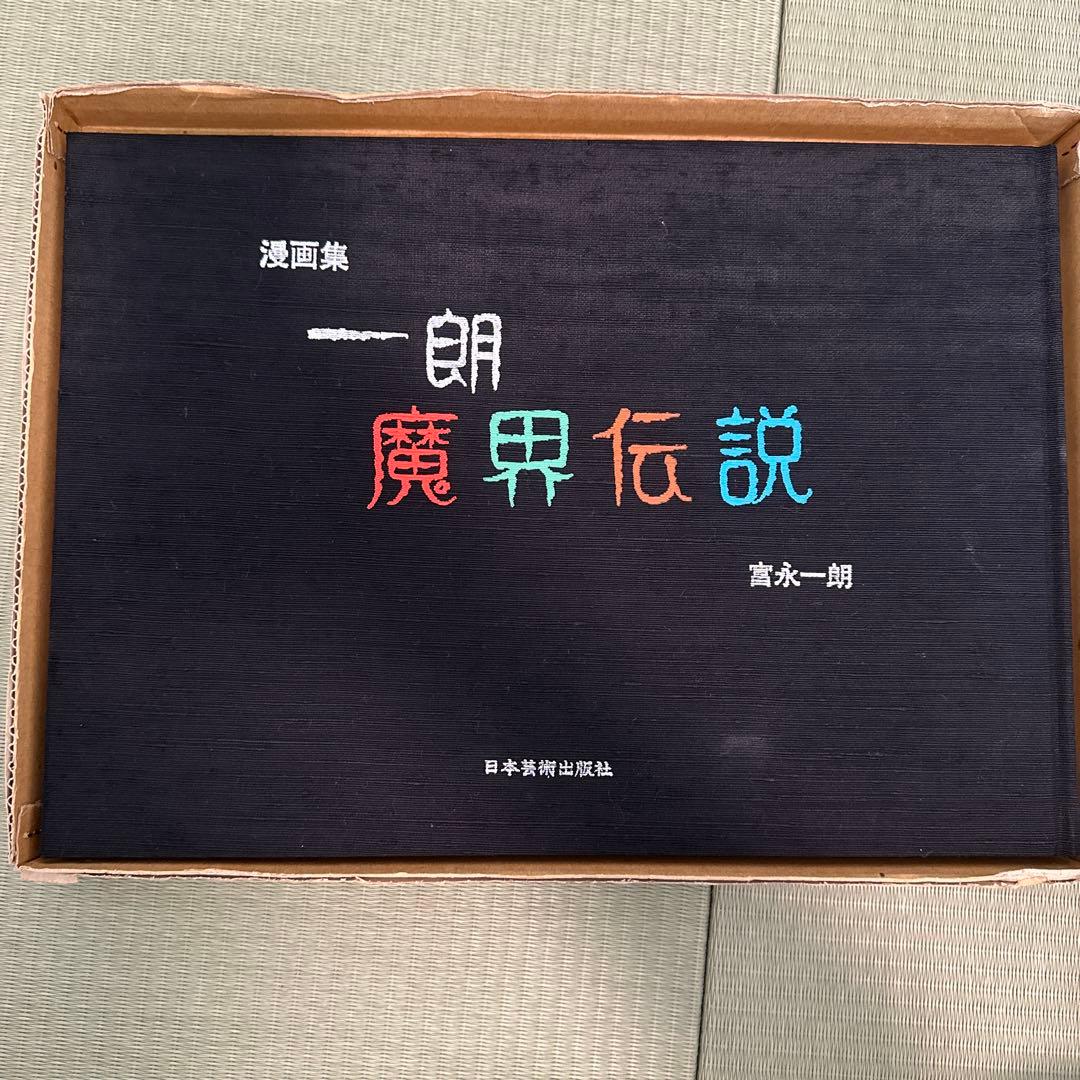 漫画集
一朗
魔界伝説
宮永一朗
日本芸術出版社